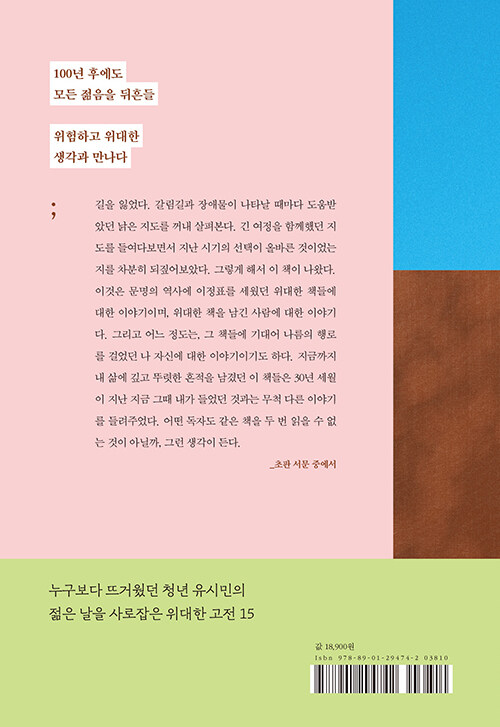 100년 후에도
모든 젊음을 뒤흔들
위험하고 위대한
생각과 만나다
;
길을 잃었다. 갈림길과 장애물이 나타날 때마다 도움받
았던 낡은 지도를 꺼내 살펴본다. 긴 여정을 함께했던 지
도를 들여다보면서 지난 시기의 선택이 올바른 것이었는
지를 차분히 되짚어보았다. 그렇게 해서 이 책이 나왔다.
이것은 문명의 역사에 이정표를 세웠던 위대한 책들에
대한 이야기이며, 위대한 책을 남긴 사람에 대한 이야기
다. 그리고 어느 정도는, 그 책들에 기대어 나름의 행로
를 걸었던 나 자신에 대한 이야기이기도 하다. 지금까지
내 삶에 깊고 뚜렷한 흔적을 남겼던 이 책들은 30년 세월
이 지난 지금 그때 내가 들었던 것과는 무척 다른 이야기
를 들려주었다. 어떤 독자도 같은 책을 두 번 읽을 수 없
는 것이 아닐까, 그런 생각이 든다.
_초판 서문 중에서
누구보다 뜨거웠던 청년 유시민의
젊은 날을 사로잡은 위대한 고전 15
값 18,900원
Isbn 978-89-01-29474-2 03810